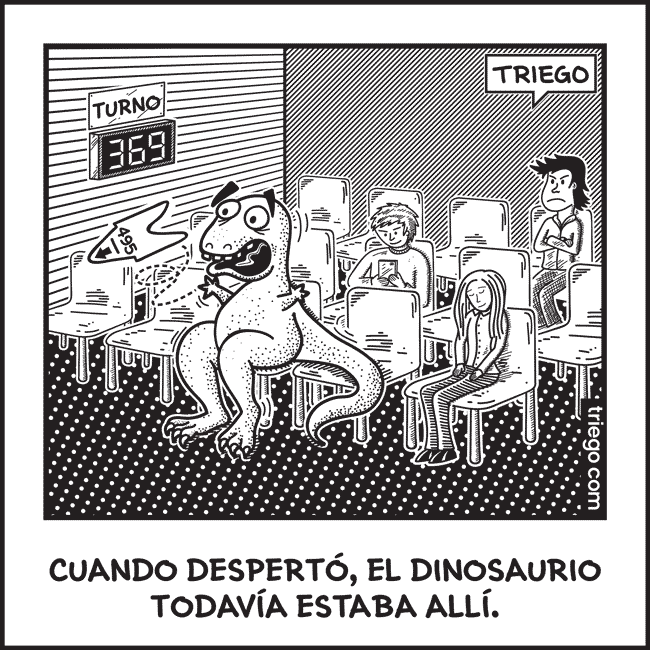 TRIEGO
TURNO
369
495
triego.com
CUANDO DESPERTÓ, EL DINOSAURIO
TODAVÍA ESTABA ALLÍ.